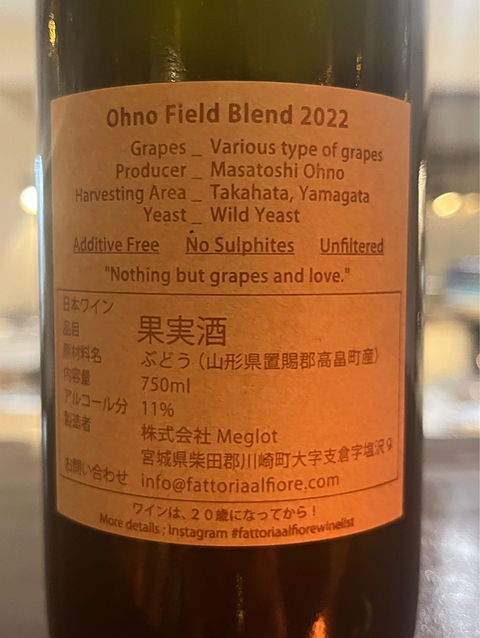 Ohno Field Blend 2022
Grapes _ Various type of grapes
Producer _ Masatoshi Ohno
Harvesting Area _ Takahata, Yamagata
Yeast _ Wild Yeast
Additive Free No Sulphites Unfiltered
"Nothing but grapes and love."
日本ワイン
品目 果実酒
原材料名 ぶどう（山形県置賜郡高畠町産）
内容量 750ml
アルコール分 11%
製造者 株式会社 Meglot
宮城県柴田郡川崎町大字支倉字塩沢9
お問い合わせ info@fattoriaalfiore.com
ワインは、２０歳になってから！
More details ; Instagram #fattoriaalfiorewinelist